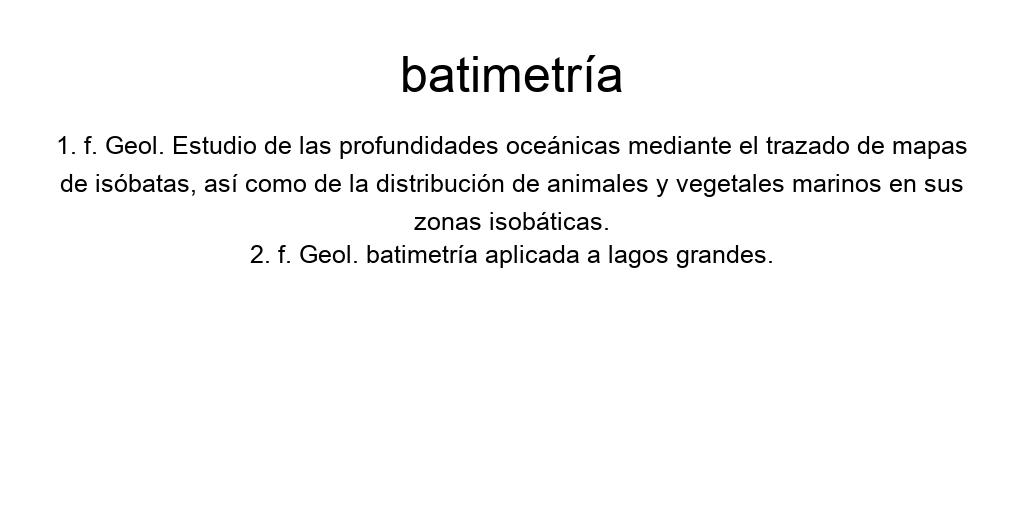 batimetría
1. f. Geol. Estudio de las profundidades oceánicas mediante el trazado de mapas
de isóbatas, así como de la distribución de animales y vegetales marinos en sus
zonas isobáticas.
2. f. Geol. batimetría aplicada a lagos grandes.